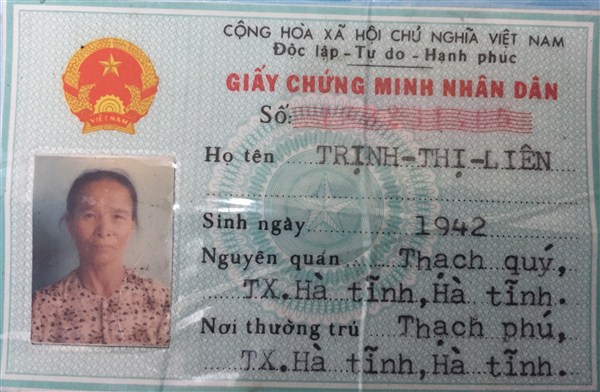 CỘNG HÒA XÃ HỘI CHỦ NGHĨA VIỆT NAM
Độc lập - Tự do - Hạnh phúc
GIẤY CHỨNG MINH NHÂN DÂN
Số:
VIỆT NAM
Họ tên TRỊNH-THỊ-LIÊN
Sinh ngày 1942
Nguyên quán Thạch quý,
TX.Hà tĩnh,Hà tĩnh.
Nơi thường trú Thạch phú,
TX.Hà tĩnh,Hà tĩnh.